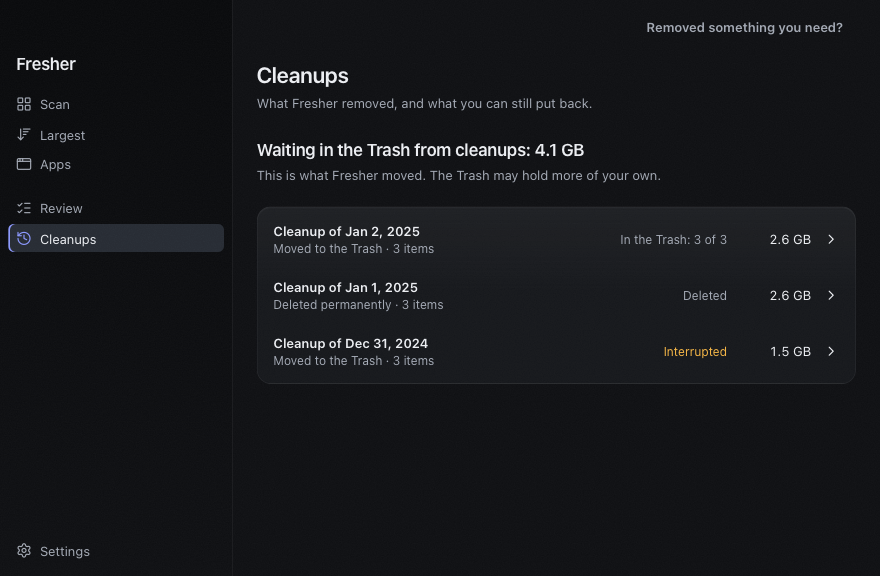 Removed something you need?
Fresher
Scan
Largest
Apps
Review
Cleanups
Settings
Cleanups
What Fresher removed, and what you can still put back.
Waiting in the Trash from cleanups: 4.1 GB
This is what Fresher moved. The Trash may hold more of your own.
Cleanup of Jan 2, 2025
Moved to the Trash · 3 items
In the Trash: 3 of 3
2.6 GB
Cleanup of Jan 1, 2025
Deleted permanently · 3 items
Deleted
2.6 GB
Cleanup of Dec 31, 2024
Moved to the Trash · 3 items
Interrupted
1.5 GB